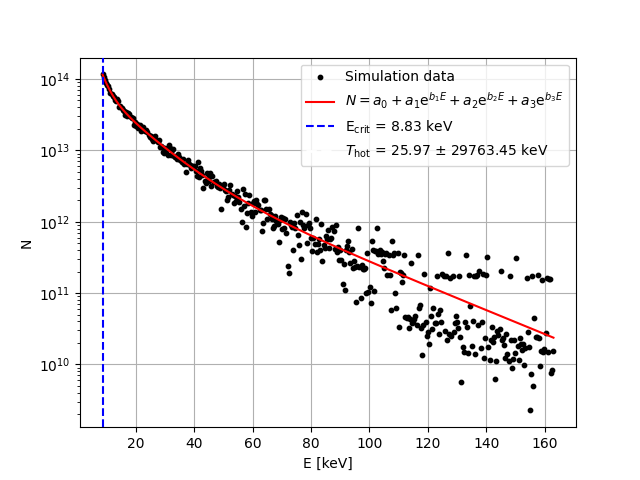 Simulation data
N = a₀ + a₁e^{b₁E} + a₂e^{b₂E} + a₃e^{b₃E}
E_crit = 8.83 keV
T_hot = 25.97 ± 29763.45 keV
10¹⁴
10¹³
10¹²
10¹¹
10¹⁰
N
20 40 60 80 100 120 140 160
E [keV]